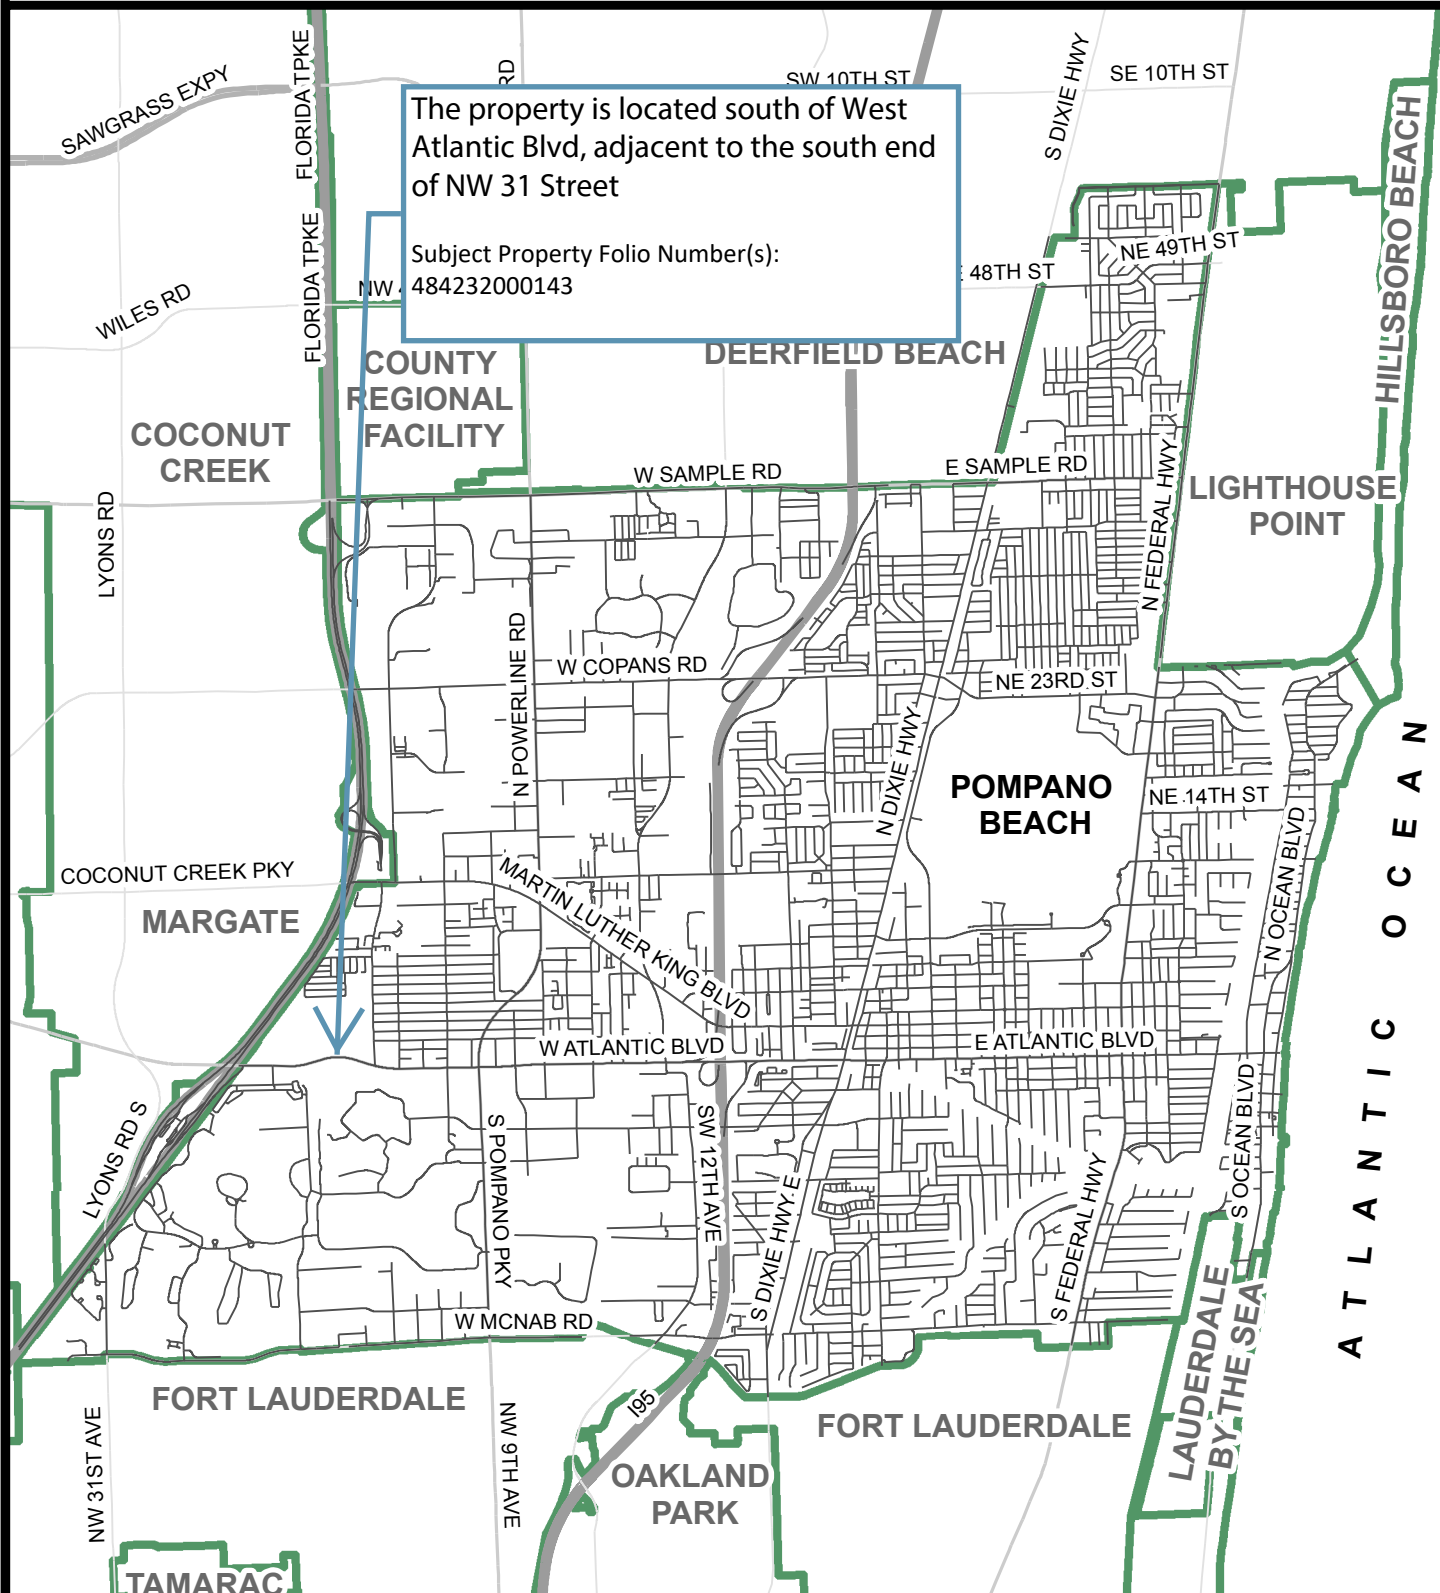 SAWGRASS EXPY
FLORIDA TPKE
RD
SW 10TH ST
S DIXIE HWY
SE 10TH ST
HILLSBORO BEACH
The property is located south of West
Atlantic Blvd, adjacent to the south end
of NW 31 Street
Subject Property Folio Number(s):
484232000143
FLORIDA TPKE
WILES RD
NW 4
48TH ST
NE 49TH ST
COUNTY
REGIONAL
FACILITY
DEERFIELD BEACH
COCONUT
CREEK
LYONS RD
W SAMPLE RD
E SAMPLE RD
N FEDERAL HWY
LIGHTHOUSE
POINT
N POWERLINE RD
W COPANS RD
NE 23RD ST
N DIXIE HWY
POMPANO
BEACH
NE 14TH ST
N OCEAN BLVD
ATLANTIC OCEAN
COCONUT CREEK PKY
MARGATE
MARTIN LUTHER KING BLVD
W ATLANTIC BLVD
E ATLANTIC BLVD
LYONS RD S
S POMPANO PKY
SW 12TH AVE
S DIXIE HWY E
S FEDERAL HWY
S OCEAN BLVD
W MCNAB RD
LAUDERDALE
BY THE SEA
FORT LAUDERDALE
I95
FORT LAUDERDALE
NW 31ST AVE
NW 9TH AVE
OAKLAND
PARK
TAMARAC